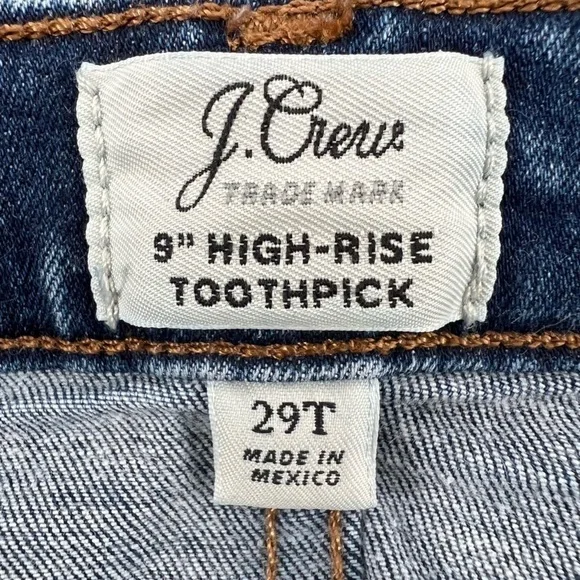 J.Crew
TRADE MARK
9" HIGH-RISE
TOOTHPICK
29T
MADE IN
MEXICO